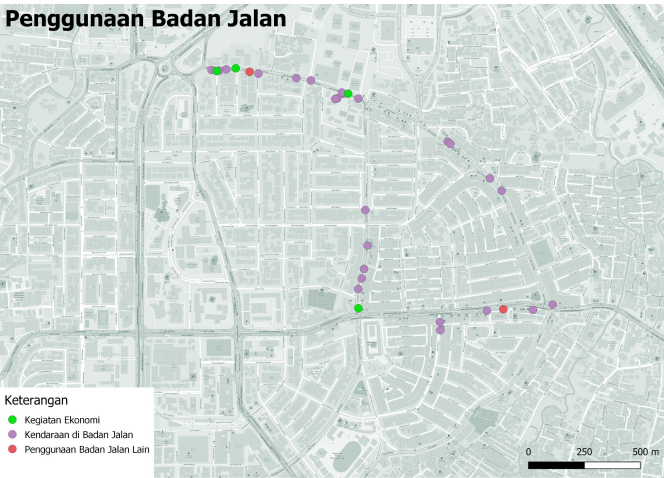 Penggunaan Badan Jalan
Keterangan
Kegiatan Ekonomi
Kendaraan di Badan Jalan
Penggunaan Badan Jalan Lain
0 250 500 m